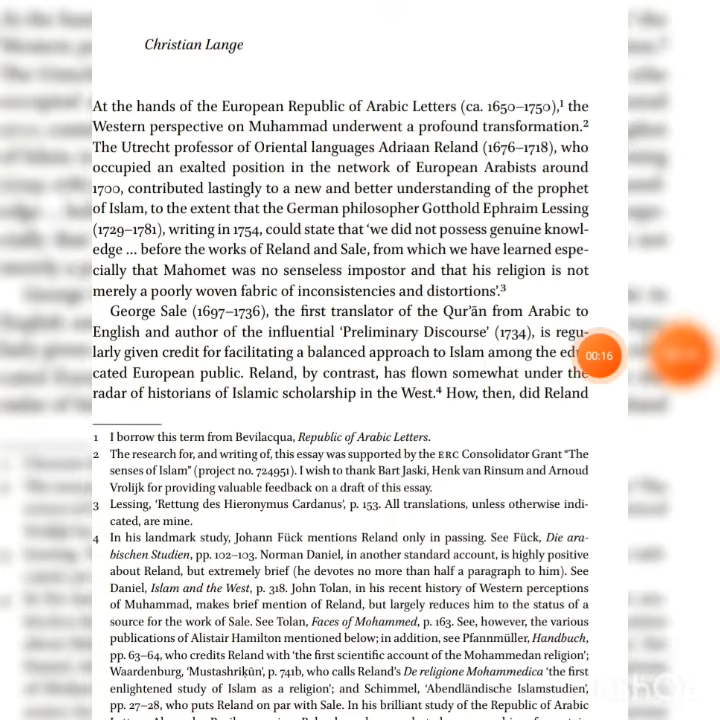 Christian Lange
At the hands of the European Republic of Arabic Letters (ca. 1650–1750),¹ the
Western perspective on Muhammad underwent a profound transformation.²
The Utrecht professor of Oriental languages Adriaan Reland (1676–1718), who
occupied an exalted position in the network of European Arabists around
1700, contributed lastingly to a new and better understanding of the prophet
of Islam, to the extent that the German philosopher Gotthold Ephraim Lessing
(1729–1781), writing in 1754, could state that ‘we did not possess genuine knowl-
edge ... before the works of Reland and Sale, from which we have learned espe-
cially that Mahomet was no senseless impostor and that his religion is not
merely a poorly woven fabric of inconsistencies and distortions’.³
George Sale (1697–1736), the first translator of the Qurʾān from Arabic to
English and author of the influential ‘Preliminary Discourse’ (1734), is regu-
larly given credit for facilitating a balanced approach to Islam among the edu-
00:16
cated European public. Reland, by contrast, has flown somewhat under the
radar of historians of Islamic scholarship in the West.⁴ How, then, did Reland
1 I borrow this term from Bevilacqua, Republic of Arabic Letters.
2 The research for, and writing of, this essay was supported by the ERC Consolidator Grant “The
senses of Islam” (project no. 724951). I wish to thank Bart Jaski, Henk van Rinsum and Arnoud
Vrolijk for providing valuable feedback on a draft of this essay.
3 Lessing, ‘Rettung des Hieronymus Cardanus’, p. 153. All translations, unless otherwise indi-
cated, are mine.
4 In his landmark study, Johann Fück mentions Reland only in passing. See Fück, Die ara-
bischen Studien, pp. 102–103. Norman Daniel, in another standard account, is highly positive
about Reland, but extremely brief (he devotes no more than half a paragraph to him). See
Daniel, Islam and the West, p. 318. John Tolan, in his recent history of Western perceptions
of Muhammad, makes brief mention of Reland, but largely reduces him to the status of a
source for the work of Sale. See Tolan, Faces of Mohammed, p. 163. See, however, the various
publications of Alistair Hamilton mentioned below; in addition, see Pfannmüller, Handbuch,
pp. 63–64, who credits Reland with ‘the first scientific account of the Mohammedan religion’;
Waardenburg, ‘Mustashriḳūn’, p. 741b, who calls Reland’s De religione Mohammedica ‘the first
enlightened study of Islam as a religion’; and Schimmel, ‘Abendländische Islamstudien’,
pp. 27–28, who puts Reland on par with Sale. In his brilliant study of the Republic of Arabic